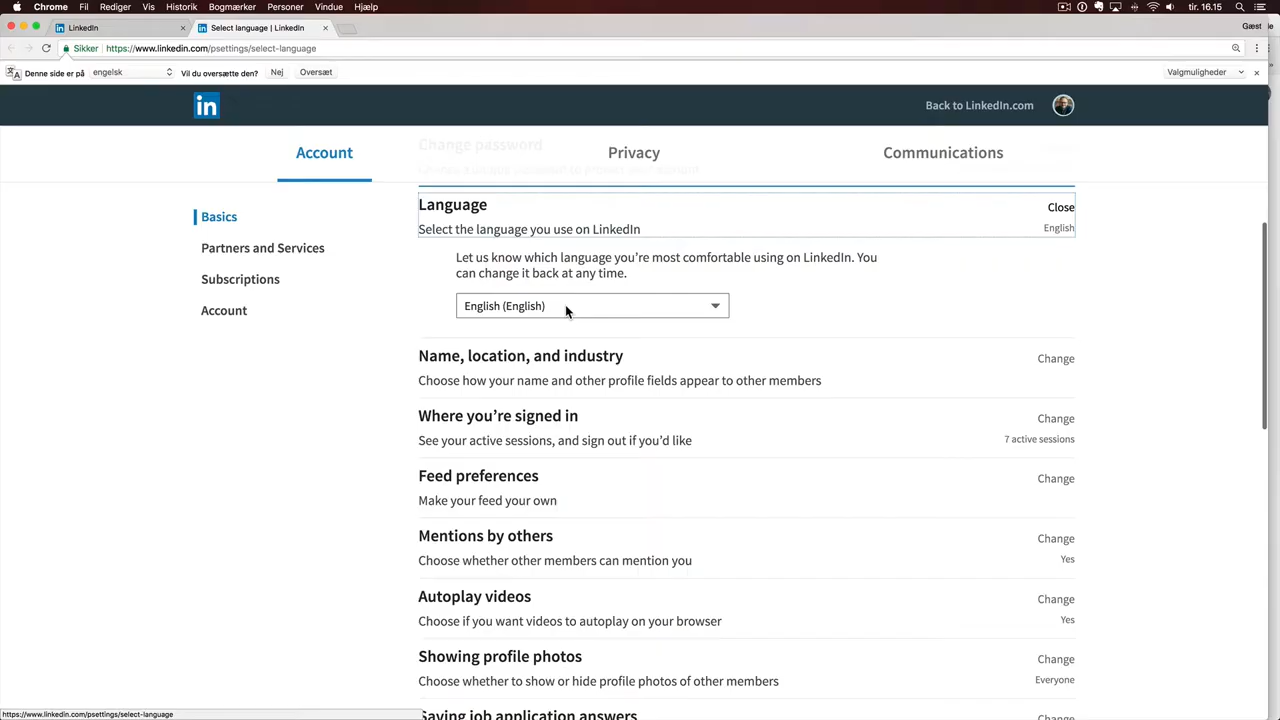 Chrome Fil Rediger Vis Historik Bogmærker Personer Vindue Hjælp tir. 16.15
LinkedIn Select language | LinkedIn Gæst
Sikker https://www.linkedin.com/psettings/select-language
Denne side er på engelsk Vil du oversætte den? Nej Oversæt Valgmuligheder
in Back to LinkedIn.com
Change password
Account Privacy Communications
Basics
Partners and Services
Subscriptions
Account
Language Close
Select the language you use on LinkedIn English
Let us know which language you’re most comfortable using on LinkedIn. You
can change it back at any time.
English (English)
Name, location, and industry Change
Choose how your name and other profile fields appear to other members
Where you’re signed in Change
See your active sessions, and sign out if you’d like 7 active sessions
Feed preferences Change
Make your feed your own
Mentions by others Change
Choose whether other members can mention you Yes
Autoplay videos Change
Choose if you want videos to autoplay on your browser Yes
Showing profile photos Change
Choose whether to show or hide profile photos of other members Everyone
Saving job application answers Change
https://www.linkedin.com/psettings/select-language